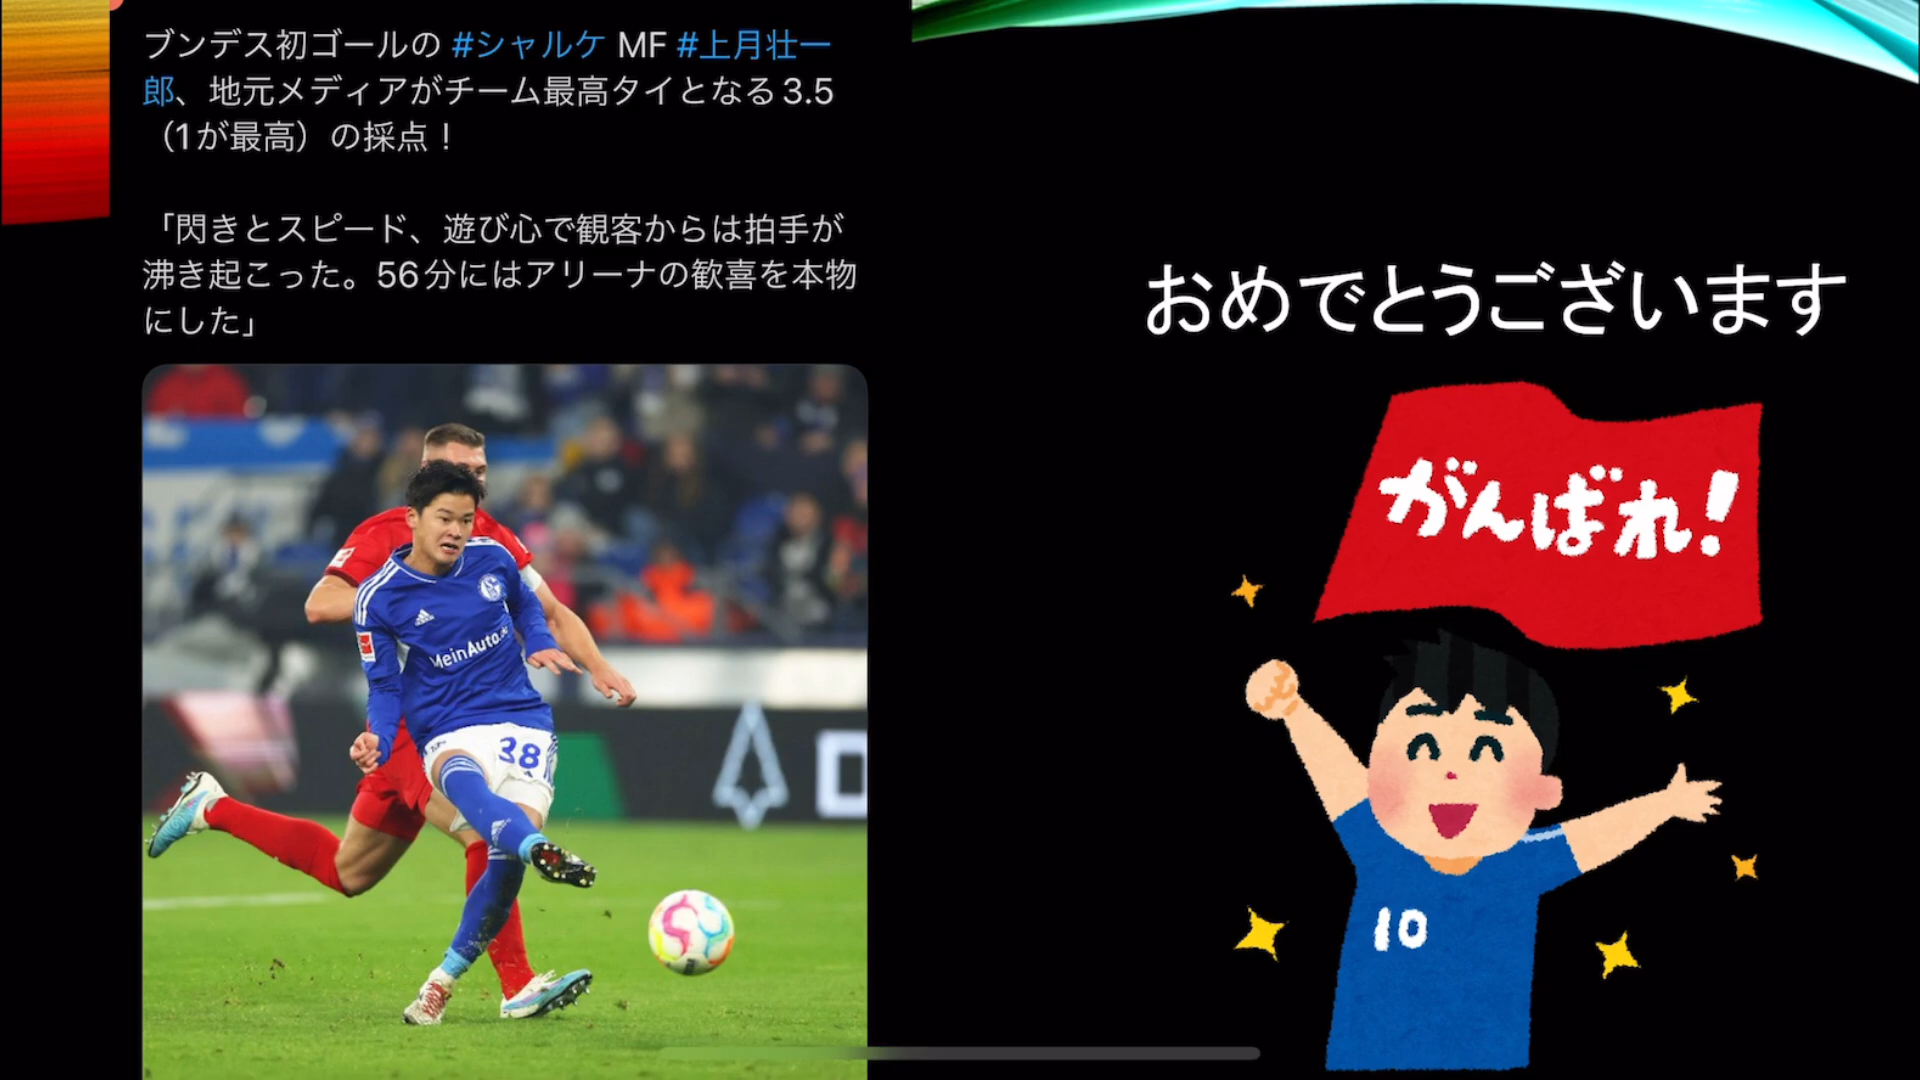 ブンデス初ゴールの #シャルケ MF #上月壮一
郎、地元メディアがチーム最高タイとなる3.5
（1が最高）の採点！
「閃きとスピード、遊び心で観客からは拍手が
沸き起こった。56分にはアリーナの歓喜を本物
にした」
おめでとうございます
がんばれ！
MeinAuto.de
38
10